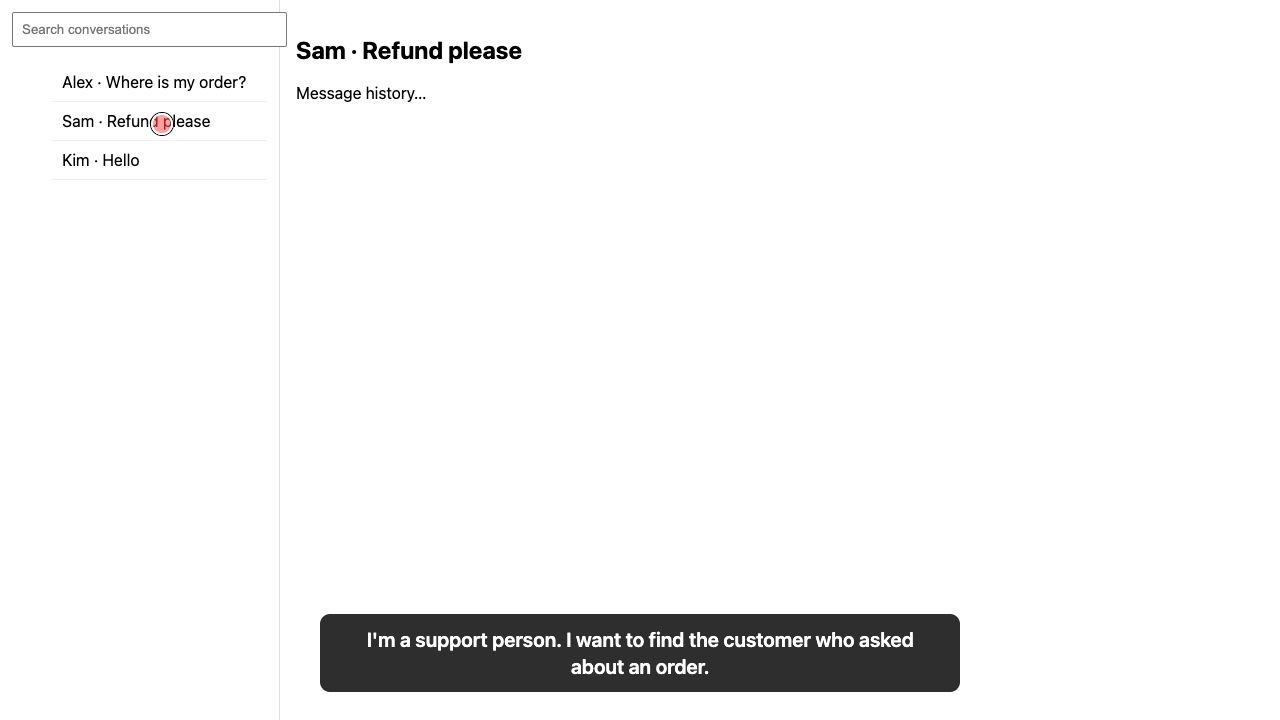 Search conversations
Alex · Where is my order?
Sam · Refund please
Kim · Hello
Sam · Refund please
Message history...
I'm a support person. I want to find the customer who asked
about an order.